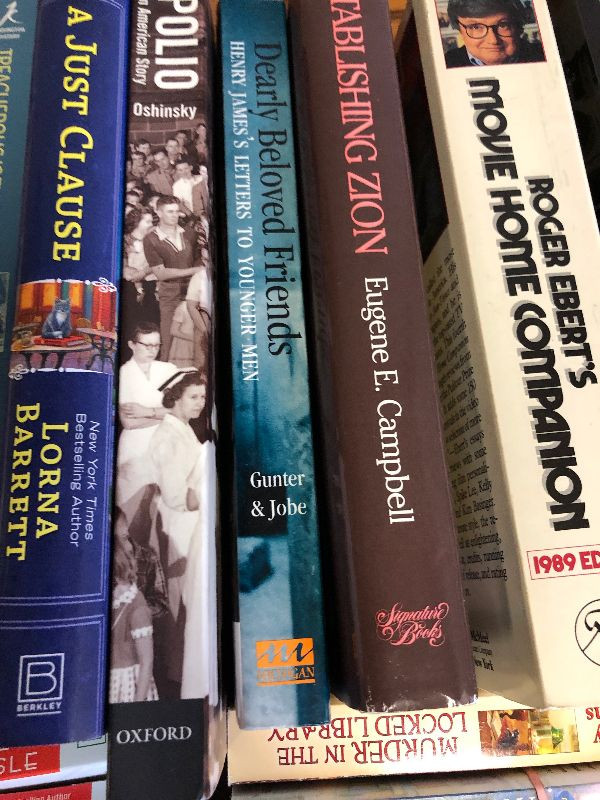 A JUST CLAUSE
New York Times
Bestselling Author
LORNA
BARRETT
B
BERKLEY
POLIO
An American Story
Oshinsky
OXFORD
Dearly Beloved Friends
HENRY JAMES'S LETTERS TO YOUNGER MEN
Gunter
& Jobe
MICHIGAN
TABLISHING ZION
Eugene E. Campbell
Signature
Books
ROGER EBERT'S
MOVIE HOME COMPANION
1989 ED
MURDER IN THE
LOCKED LIBRARY
SLE